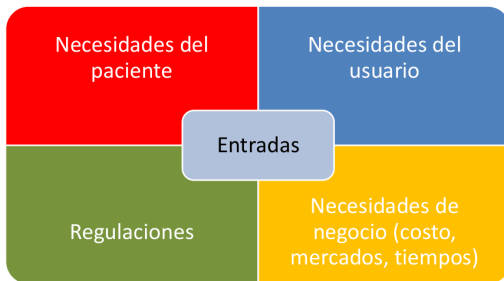 Necesidades del
paciente
Necesidades del
usuario
Entradas
Regulaciones
Necesidades de
negocio (costo,
mercados, tiempos)